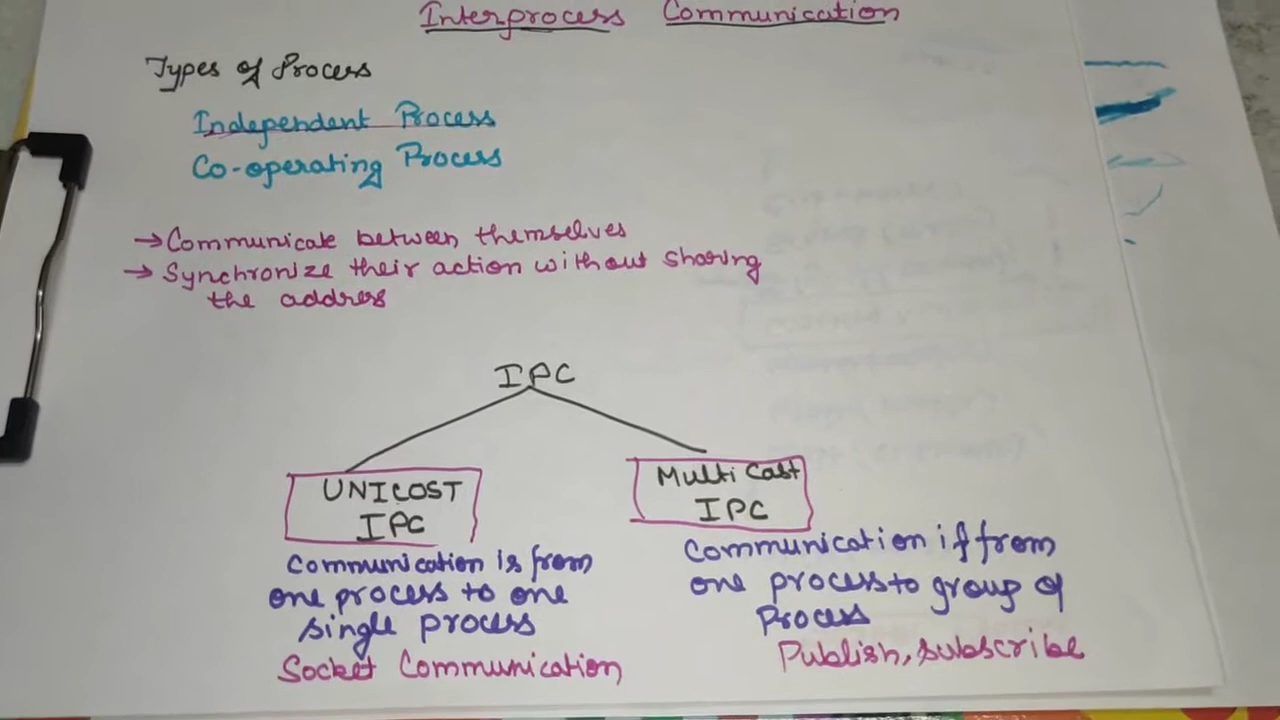 Interprocess Communication
Types of Process
Independent Process
Co-operating Process
→ Communicate between themselves
→ Synchronize their action without sharing
the address
IPC
UNICOST
IPC
Communication is from
one process to one
single process
Socket Communication
Multi Cast
IPC
Communication if from
one process to group of
Process
Publish, subscribe